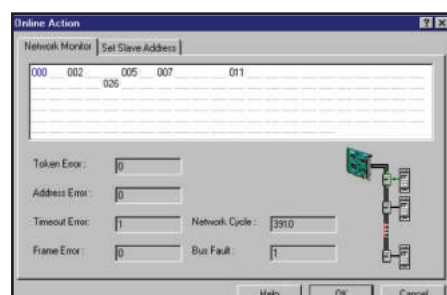 Online Action
Network Monitor Set Slave Address
000 002 005 007 011
026
Token Error: 0
Address Error: 0
Timeout Error: 1 Network Cycle: 3910
Frame Error: 0 Bus Fault: 1
Help OK Cancel